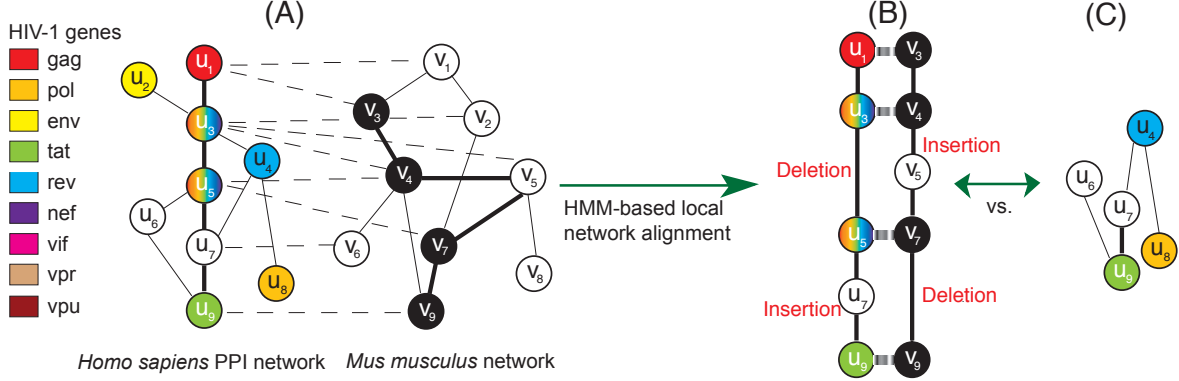 (A)
(B)
(C)
HIV-1 genes
gag
pol
env
tat
rev
nef
vif
vpr
vpu
u1
u2
u3
u4
u5
u6
u7
u8
u9
v1
v3
v2
v4
v5
v6
v7
v8
v9
Homo sapiens PPI network
Mus musculus network
HMM-based local
network alignment
u1
v3
u3
v4
Insertion
Deletion
v5
u5
v7
u7
Insertion
Deletion
u9
v9
vs.
u4
u6
u7
u8
u9